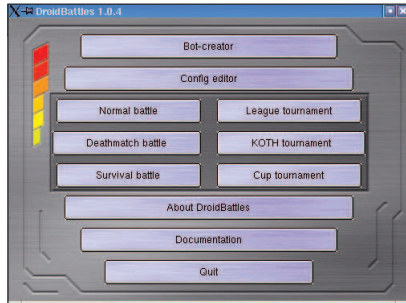 DroidBattles 1.0.4
Bot-creator
Config editor
Normal battle
League tournament
Deathmatch battle
KOTH tournament
Survival battle
Cup tournament
About DroidBattles
Documentation
Quit